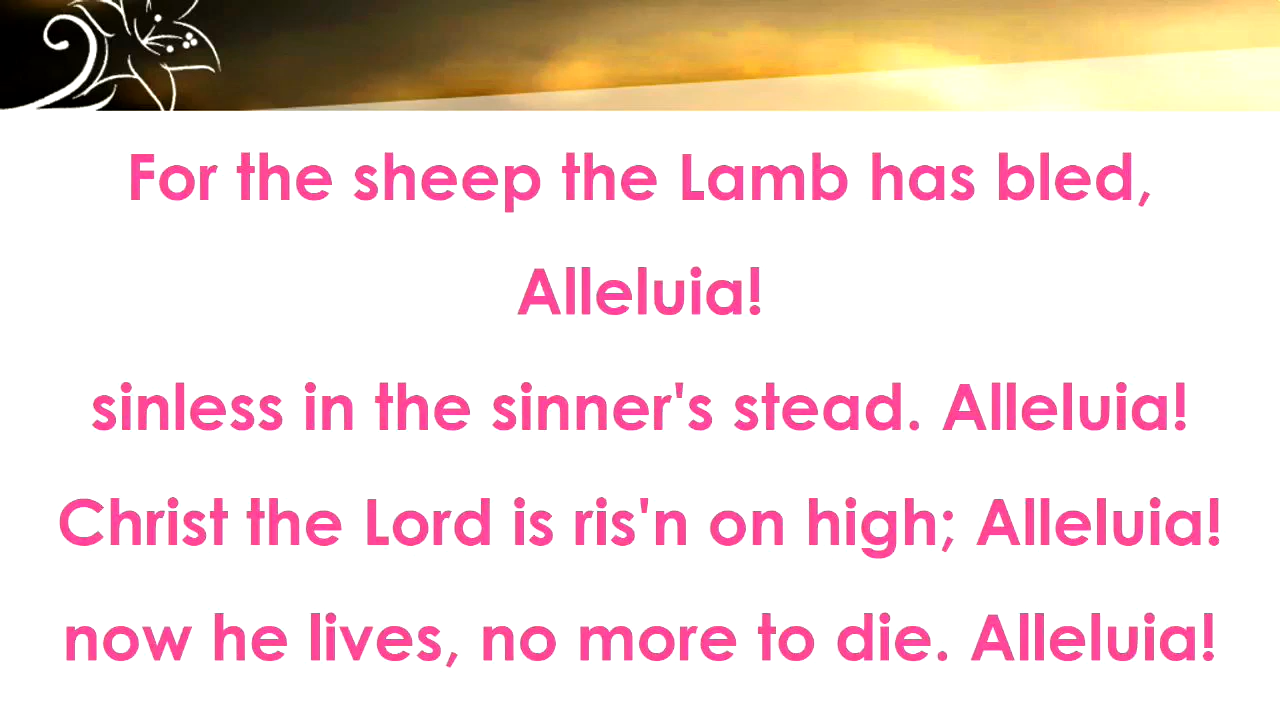 For the sheep the Lamb has bled,
Alleluia!
sinless in the sinner's stead. Alleluia!
Christ the Lord is ris'n on high; Alleluia!
now he lives, no more to die. Alleluia!